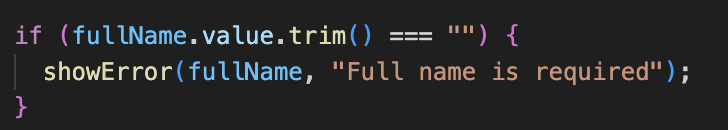 if (fullName.value.trim() === "") {
  showError(fullName, "Full name is required");
}